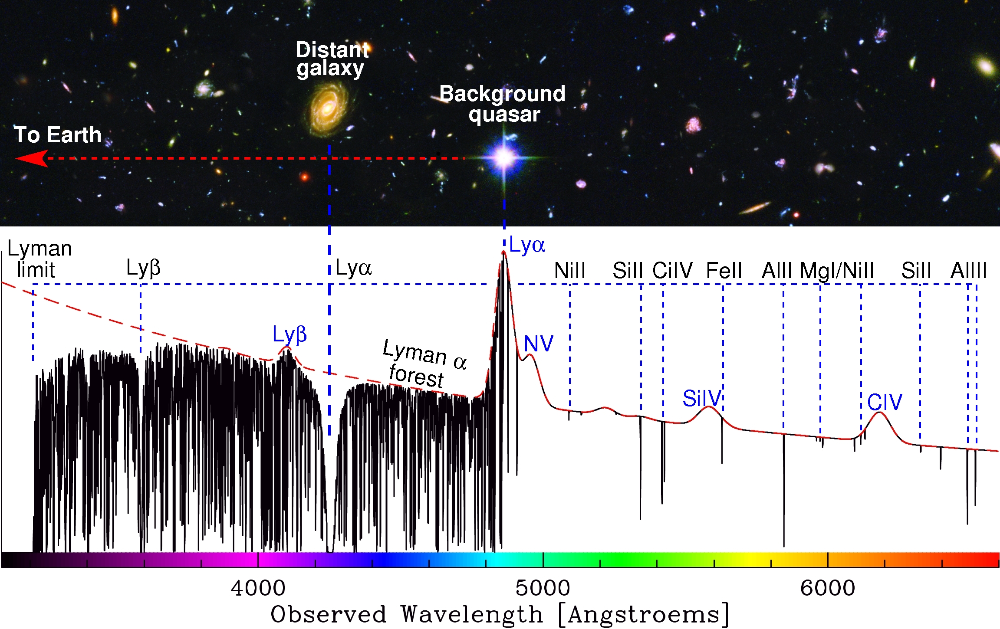 Distant
galaxy
Background
quasar
To Earth
Lyman
limit
Lyβ
Lyα
Lyα
NiII
SiII
CiIV
FeII
AlII
MgI/NiII
SiII
AlIII
Lyβ
Lyman α
forest
NV
SiIV
CIV
4000
5000
6000
Observed Wavelength [Angstroems]